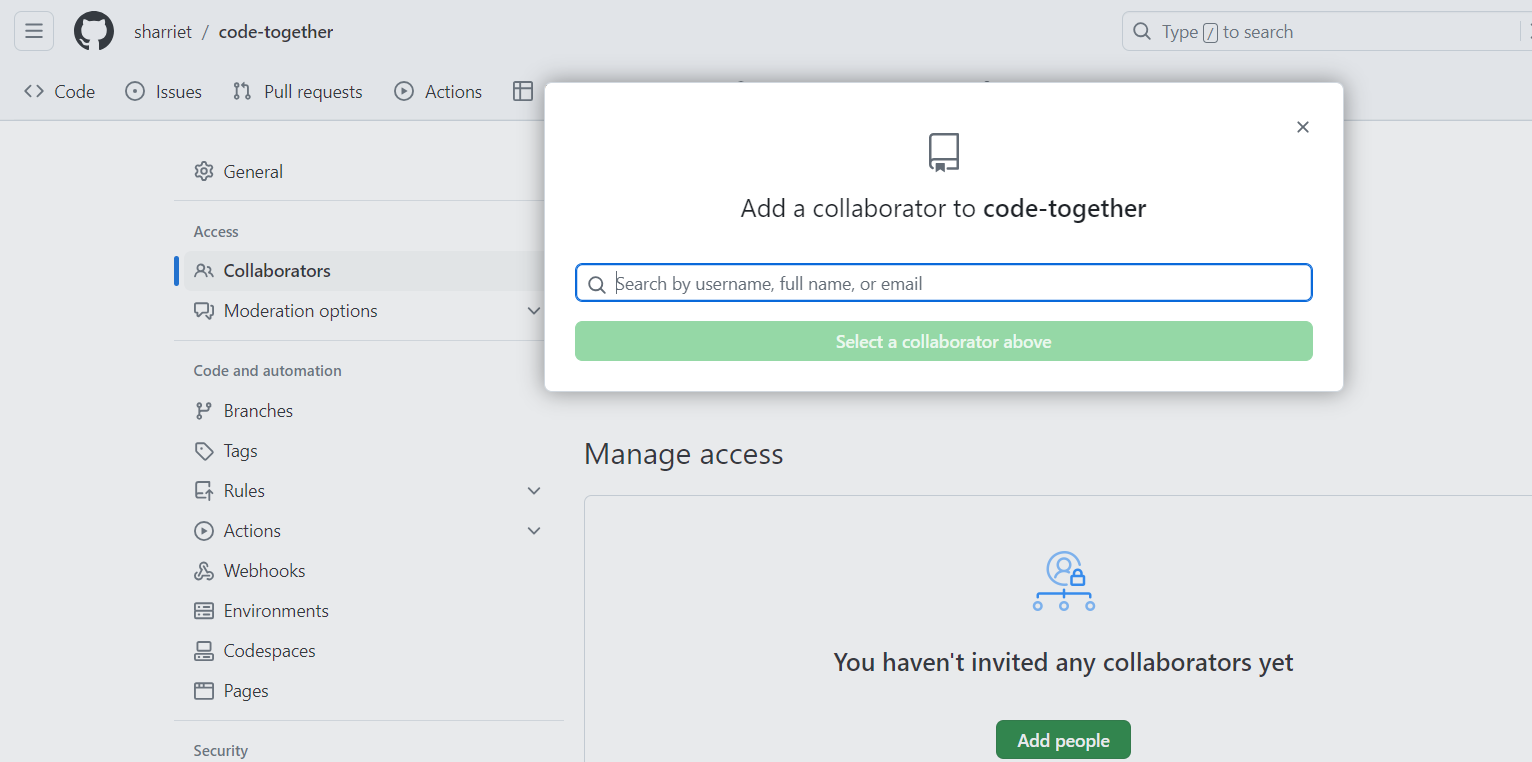 sharriet / code-together
Type / to search
Code
Issues
Pull requests
Actions
General
Access
Collaborators
Moderation options
Code and automation
Branches
Tags
Rules
Actions
Webhooks
Environments
Codespaces
Pages
Security
Add a collaborator to code-together
Search by username, full name, or email
Select a collaborator above
Manage access
You haven't invited any collaborators yet
Add people